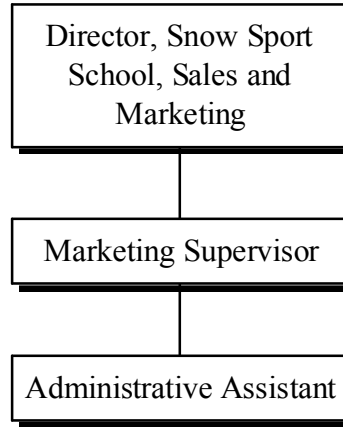 Director, Snow Sport
School, Sales and
Marketing
Marketing Supervisor
Administrative Assistant